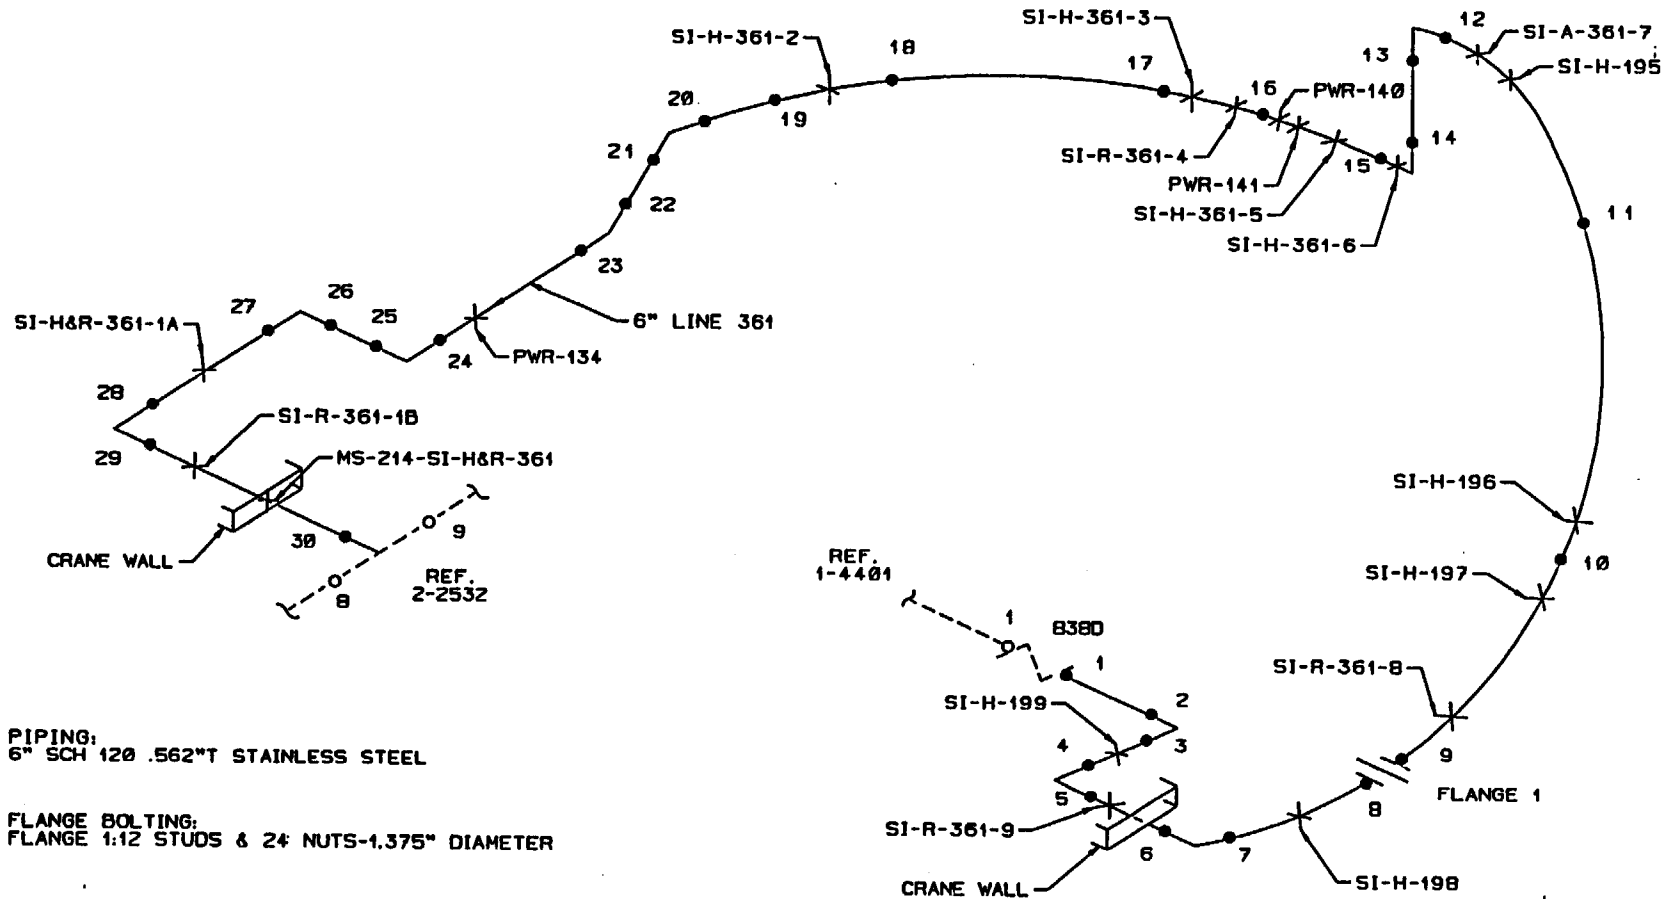 SI-H-361-3
12
SI-A-361-7
SI-H-361-2
18
13
17
SI-H-195
20
16
PWR-140
19
14
21
SI-R-361-4
15
PWR-141
22
SI-H-361-5
11
SI-H-361-6
23
26
27
25
SI-H&R-361-1A
6" LINE 361
24
PWR-134
28
SI-R-361-1B
29
MS-214-SI-H&R-361
SI-H-196
30
9
CRANE WALL
REF.
1-4401
10
SI-H-197
REF.
2-2532
8
1
838D
1
SI-R-361-8
2
SI-H-199
PIPING:
6" SCH 120 .562"T STAINLESS STEEL
4
3
9
5
FLANGE 1
8
FLANGE BOLTING:
FLANGE 1:12 STUDS & 24 NUTS-1.375" DIAMETER
SI-R-361-9
6
7
CRANE WALL
SI-H-198